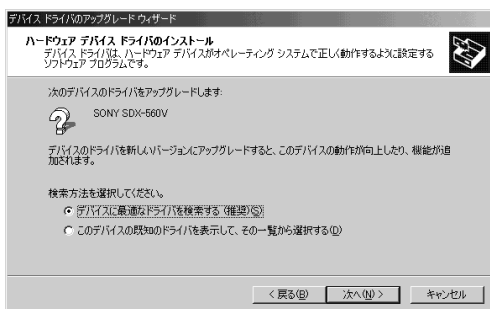 デバイス ドライバのアップグレード ウィザード
ハードウェア デバイス ドライバのインストール
デバイス ドライバは、ハードウェア デバイスがオペレーティング システムで正しく動作するように設定する
ソフトウェア プログラムです。
次のデバイスのドライバをアップグレードします:
SONY SDX-560V
デバイスのドライバを新しいバージョンにアップグレードすると、このデバイスの動作が向上したり、機能が追
加されます。
検索方法を選択してください。
デバイスに最適なドライバを検索する (推奨)(S)
このデバイスの既知のドライバを表示して、その一覧から選択する(D)
< 戻る(B)
次へ(N) >
キャンセル